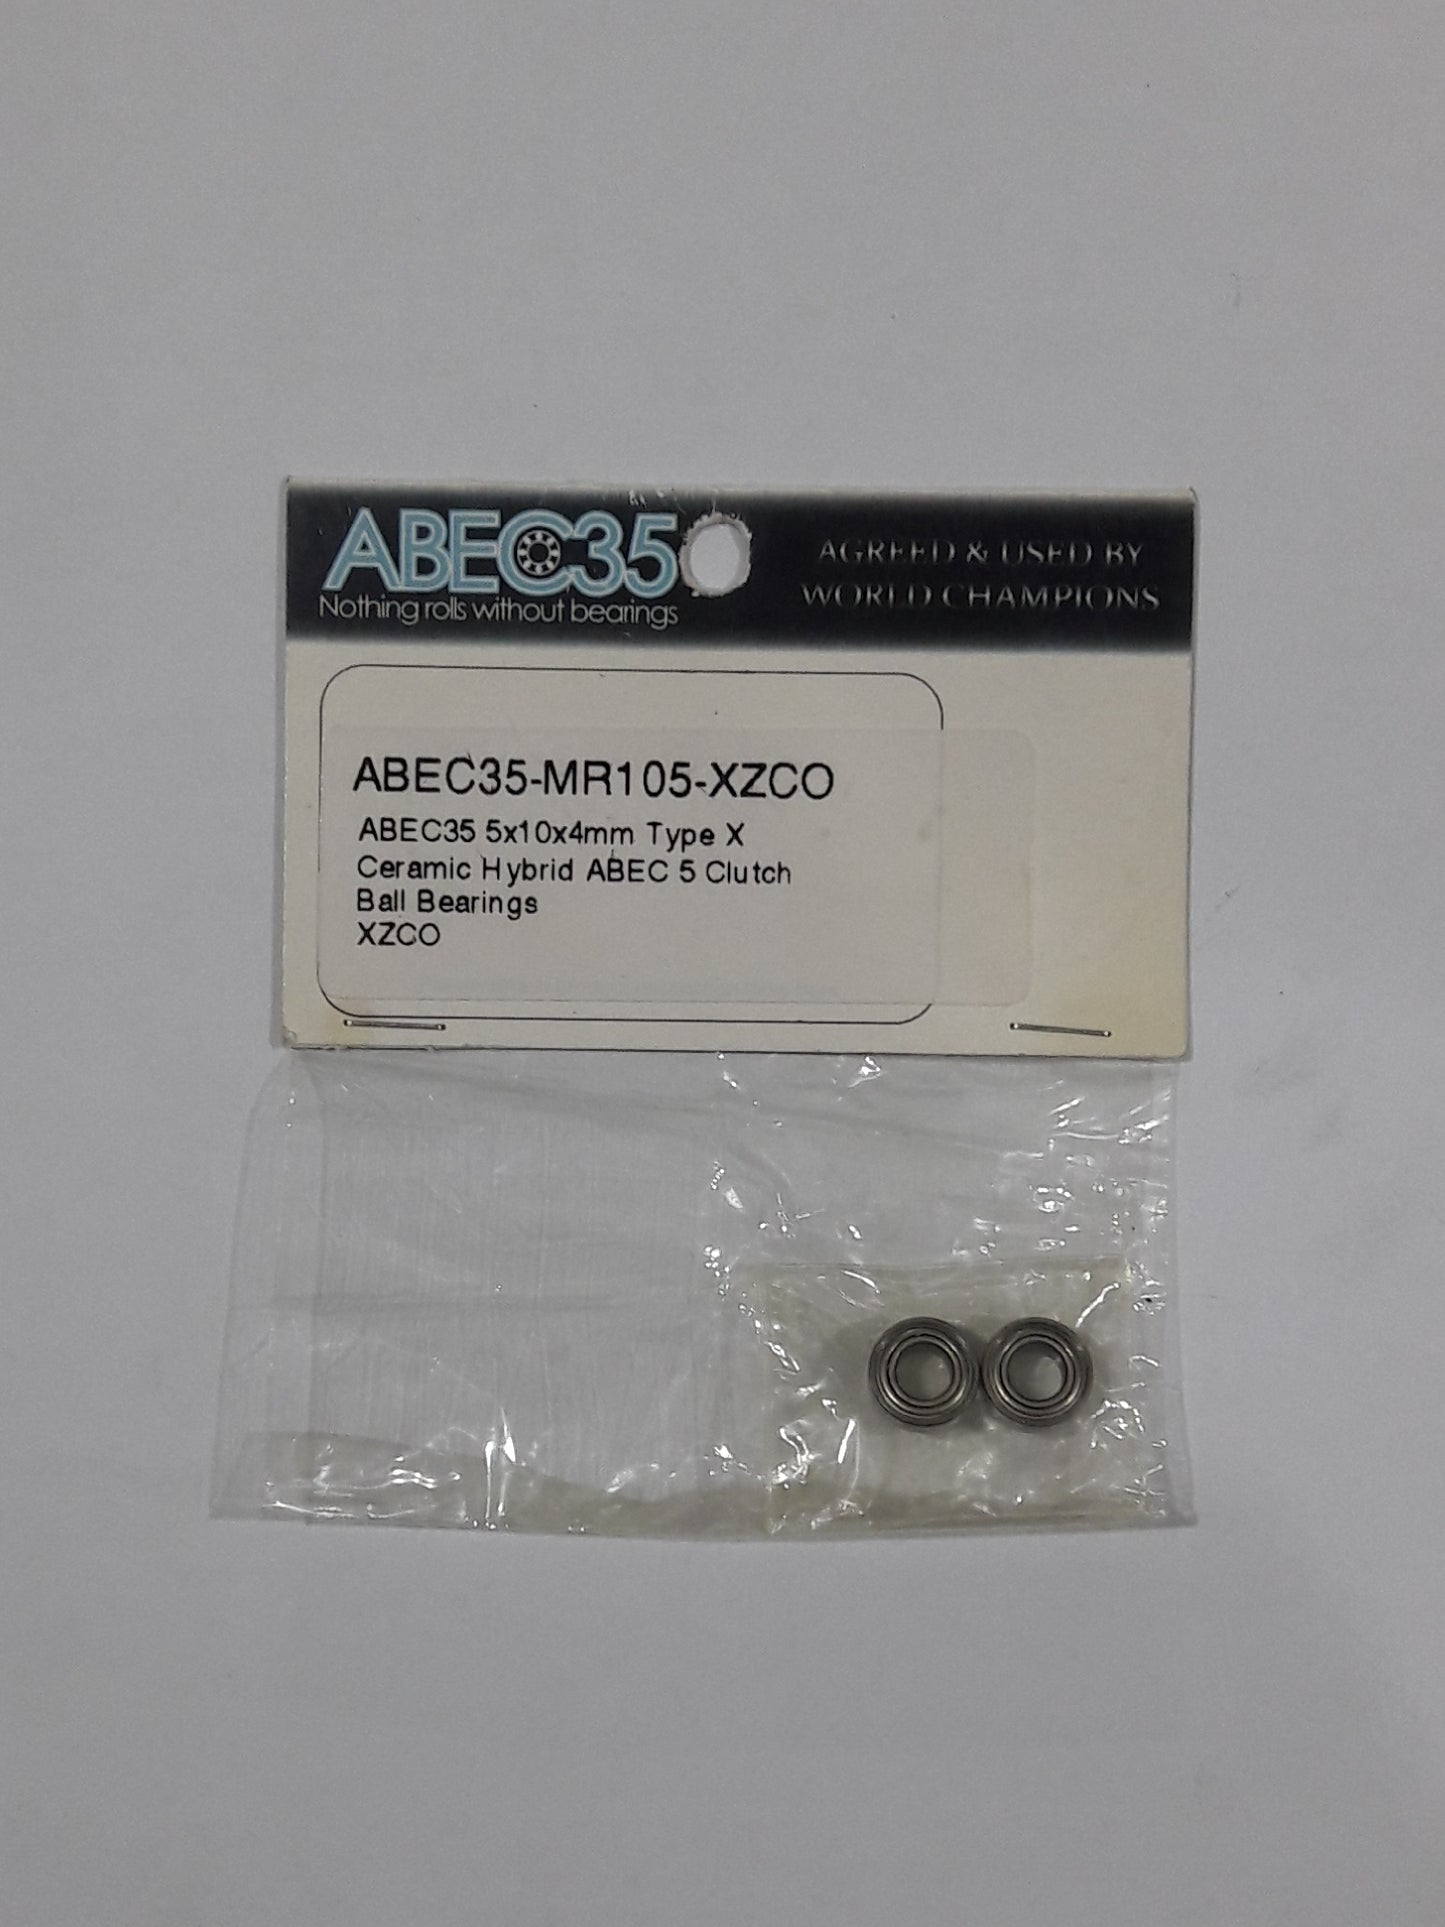 ABEC35
Nothing rolls without bearings
AGREED & USED BY
WORLD CHAMPIONS
ABEC35-MR105-XZCO
ABEC35 5x10x4mm Type X
Ceramic Hybrid ABEC 5 Clutch
Ball Bearings
XZCO